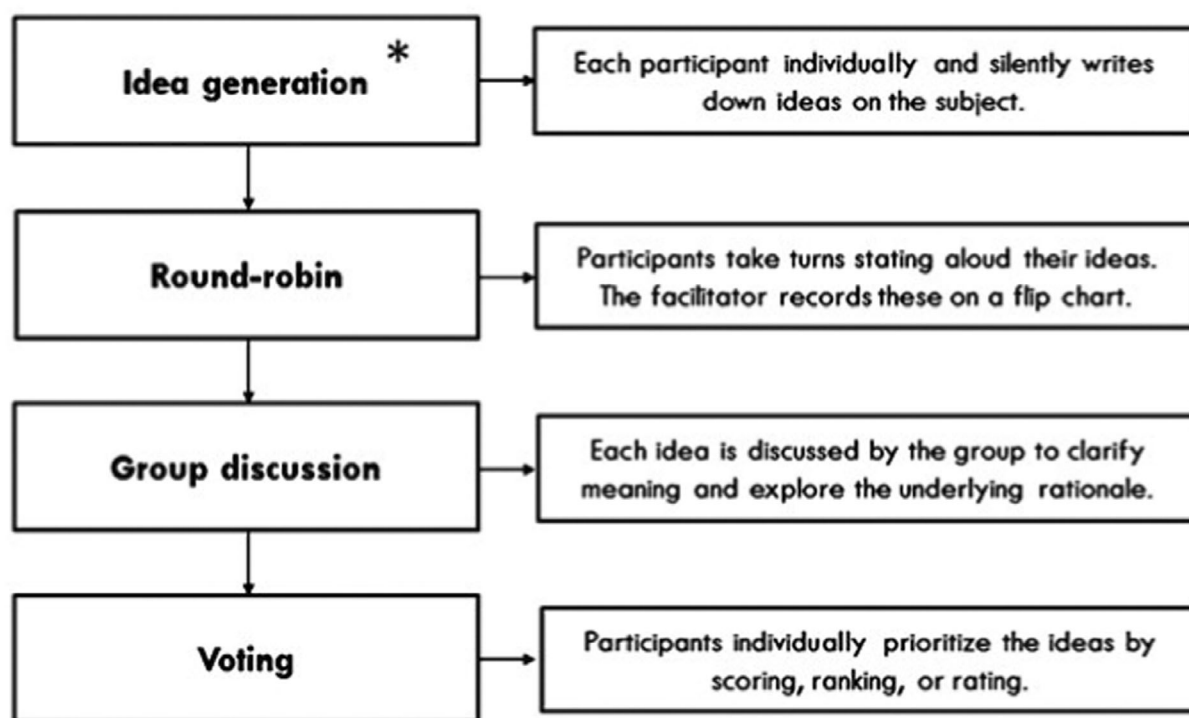 Idea generation *
Each participant individually and silently writes
down ideas on the subject.
Round-robin
Participants take turns stating aloud their ideas.
The facilitator records these on a flip chart.
Group discussion
Each idea is discussed by the group to clarify
meaning and explore the underlying rationale.
Voting
Participants individually prioritize the ideas by
scoring, ranking, or rating.